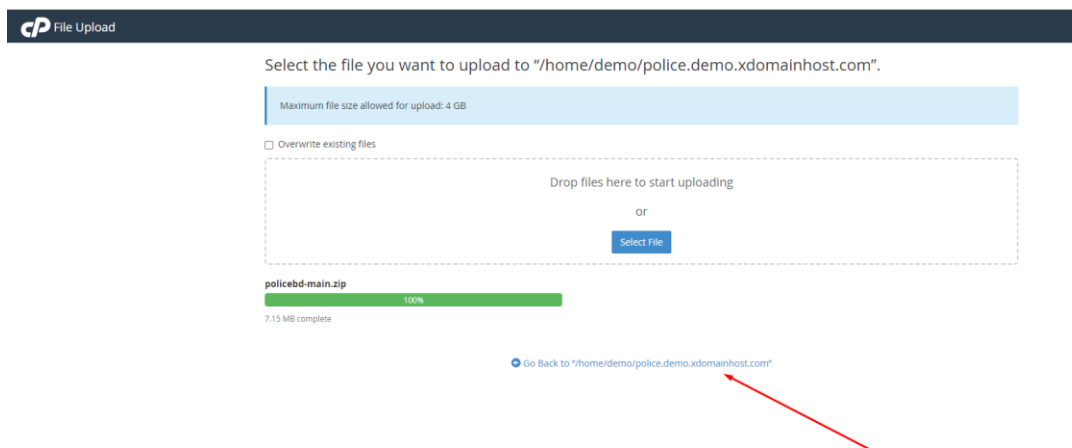 cP File Upload
Select the file you want to upload to “/home/demo/police.demo.xdomainhost.com”.
Maximum file size allowed for upload: 4 GB
Overwrite existing files
Drop files here to start uploading
or
Select File
policebd-main.zip
100%
7.15 MB complete
Go Back to “/home/demo/police.demo.xdomainhost.com”